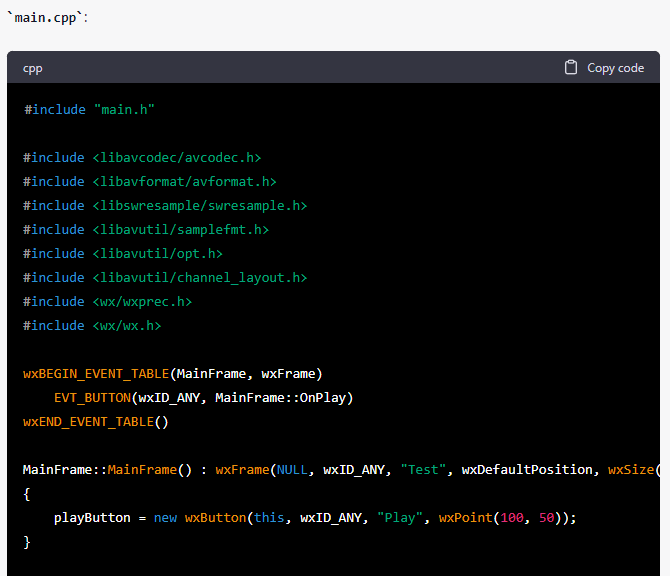 `main.cpp`:
cpp
Copy code
#include "main.h"
#include <libavcodec/avcodec.h>
#include <libavformat/avformat.h>
#include <libswresample/swresample.h>
#include <libavutil/samplefmt.h>
#include <libavutil/opt.h>
#include <libavutil/channel_layout.h>
#include <wx/wxprec.h>
#include <wx/wx.h>
wxBEGIN_EVENT_TABLE(MainFrame, wxFrame)
    EVT_BUTTON(wxID_ANY, MainFrame::OnPlay)
wxEND_EVENT_TABLE()
MainFrame::MainFrame() : wxFrame(NULL, wxID_ANY, "Test", wxDefaultPosition, wxSize(
{
    playButton = new wxButton(this, wxID_ANY, "Play", wxPoint(100, 50));
}